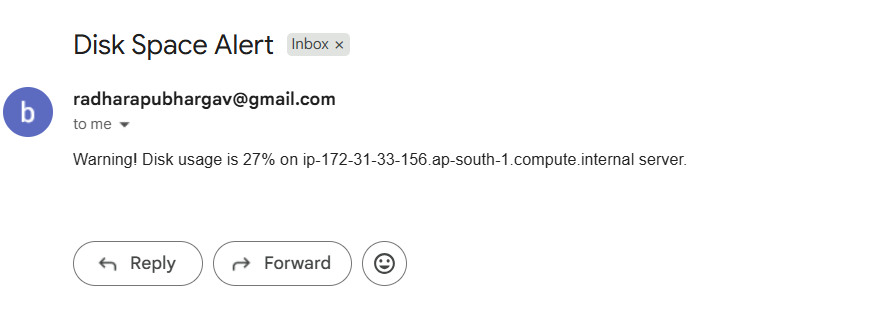 Disk Space Alert Inbox ×
b
radharapubhargav@gmail.com
to me
Warning! Disk usage is 27% on ip-172-31-33-156.ap-south-1.compute.internal server.
Reply Forward